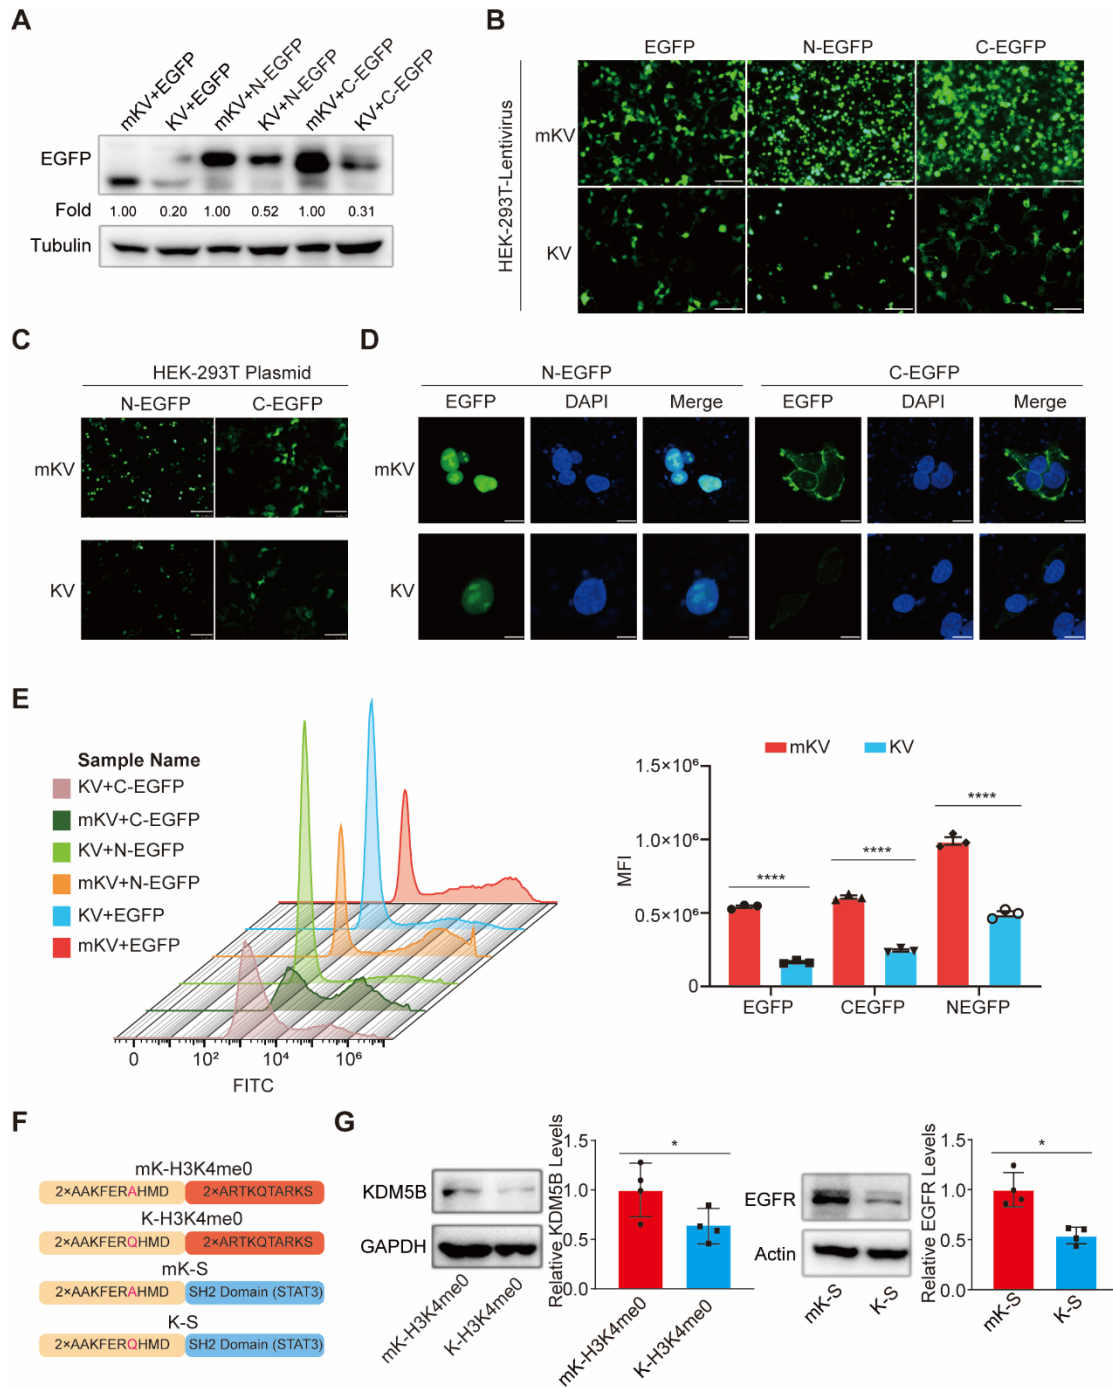 A
mKV+EGFP
KV+EGFP
mKV+N-EGFP
KV+N-EGFP
mKV+C-EGFP
KV+C-EGFP
EGFP
Fold 1.00 0.20 1.00 0.52 1.00 0.31
Tubulin
B
EGFP N-EGFP C-EGFP
HEK-293T-Lentivirus
mKV
KV
C
HEK-293T Plasmid
N-EGFP C-EGFP
mKV
KV
D
N-EGFP C-EGFP
EGFP DAPI Merge EGFP DAPI Merge
mKV
KV
E
Sample Name
KV+C-EGFP
mKV+C-EGFP
KV+N-EGFP
mKV+N-EGFP
KV+EGFP
mKV+EGFP
0 10² 10⁴ 10⁶
FITC
mKV KV
MFI
1.5×10⁶
1.0×10⁶
0.5×10⁶
0
****
****
****
EGFP CEGFP NEGFP
F
mK-H3K4me0
2×AAKFERAHMD 2×ARTKQTARKS
K-H3K4me0
2×AAKFERQHMD 2×ARTKQTARKS
mK-S
2×AAKFERAHMD SH2 Domain (STAT3)
K-S
2×AAKFERQHMD SH2 Domain (STAT3)
G
KDM5B
GAPDH
mK-H3K4me0
K-H3K4me0
Relative KDM5B Levels
1.5
1.0
0.5
0.0
*
mK-H3K4me0
K-H3K4me0
EGFR
Actin
mK-S
K-S
Relative EGFR Levels
1.5
1.0
0.5
0.0
*
mK-S
K-S